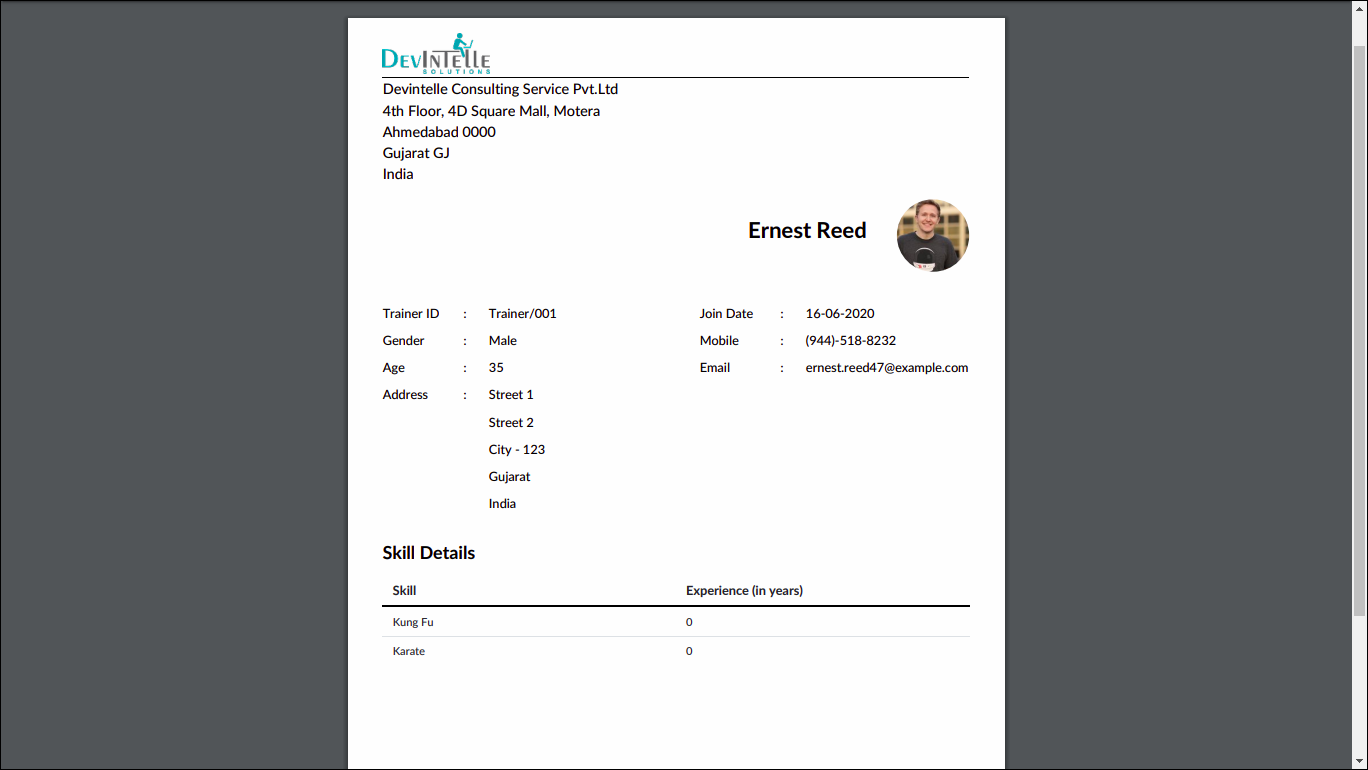 DEVINTELLE
SOLUTIONS
Devintelle Consulting Service Pvt.Ltd
4th Floor, 4D Square Mall, Motera
Ahmedabad 0000
Gujarat GJ
India
Ernest Reed
Trainer ID : Trainer/001 Join Date : 16-06-2020
Gender : Male Mobile : (944)-518-8232
Age : 35 Email : ernest.reed47@example.com
Address : Street 1
Street 2
City - 123
Gujarat
India
Skill Details
Skill Experience (in years)
Kung Fu 0
Karate 0